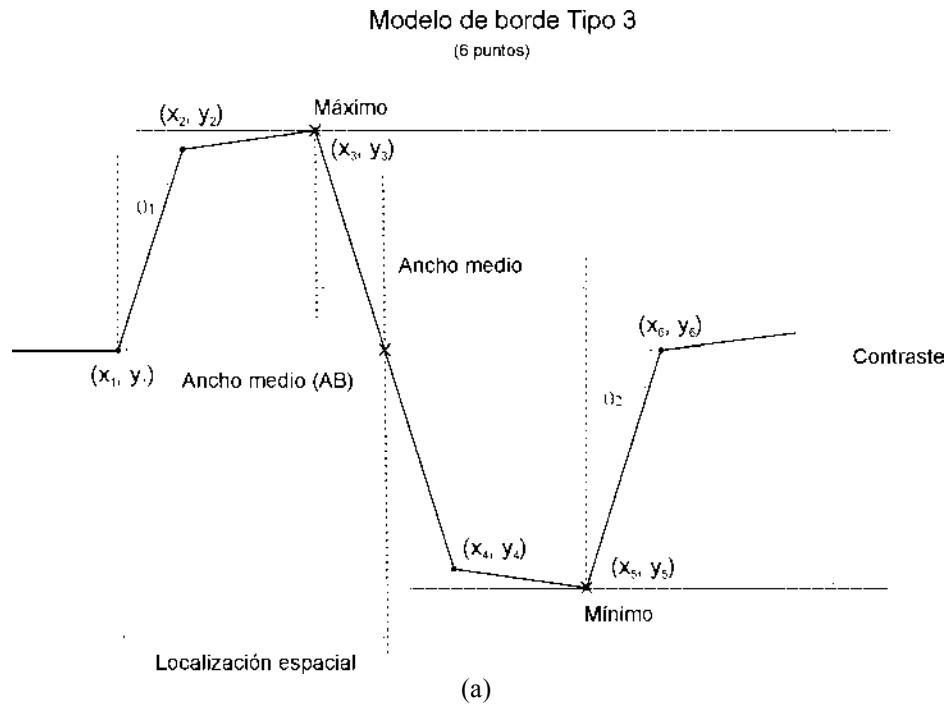 Modelo de borde Tipo 3
(6 puntos)
Máximo
(x₂, y₂)
(x₃, y₃)
θ₁
Ancho medio
(x₆, y₆)
(x₁, y₁)
Ancho medio (AB)
Contraste
θ₂
(x₄, y₄)
(x₅, y₅)
Mínimo
Localización espacial
(a)